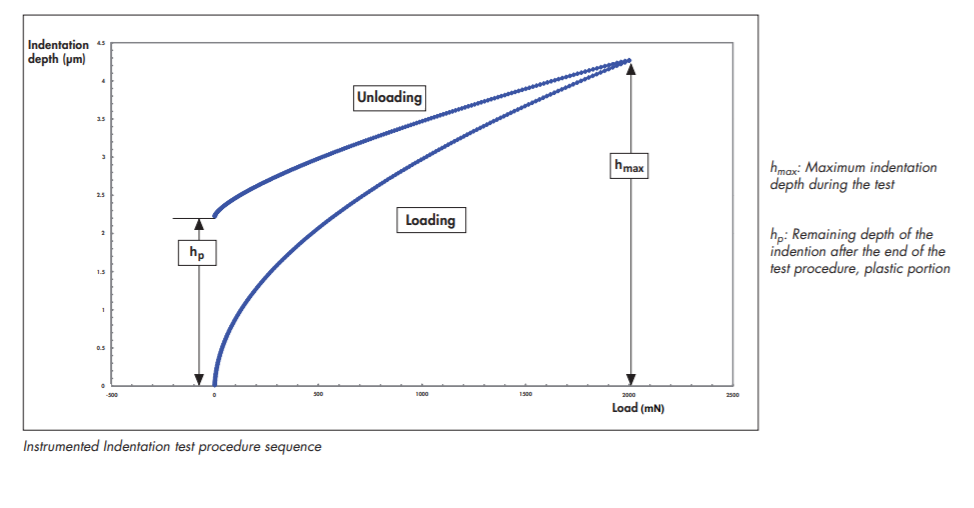 Indentation
depth (µm)
4.5
4
3.5
3
2.5
2
1.5
1
0.5
0
Unloading
Loading
hmax
hp
-500
0
500
1000
1500
2000
2500
Load (mN)
hmax: Maximum indentation
depth during the test
hp: Remaining depth of the
indention after the end of the
test procedure, plastic portion
Instrumented Indentation test procedure sequence